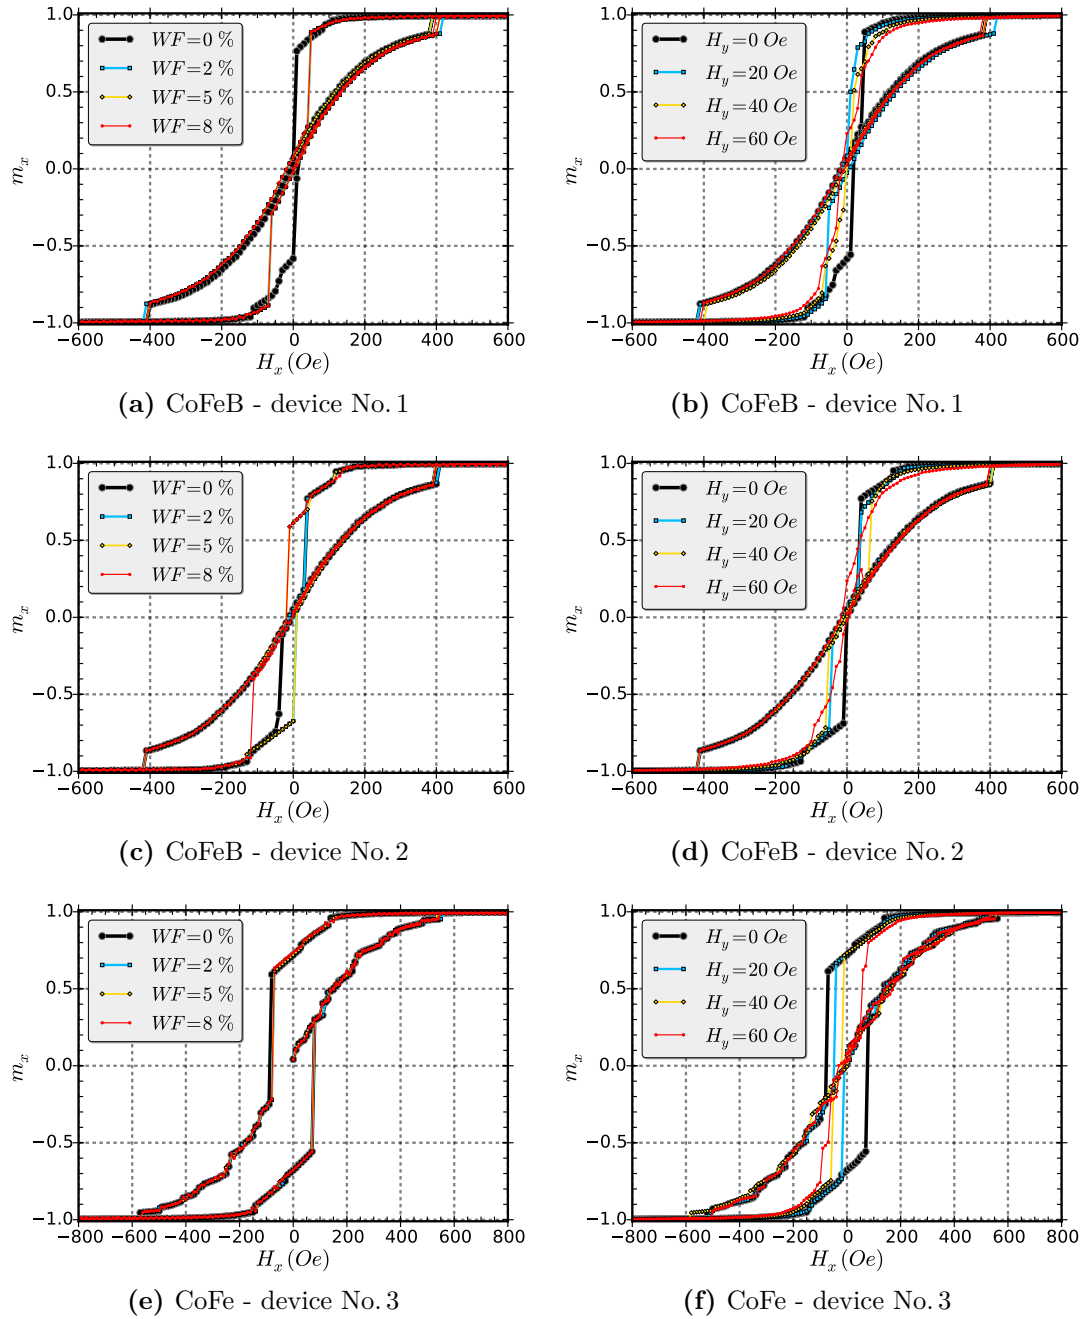 1.0
0.5
0.0
−0.5
−1.0
m_x
WF=0 %
WF=2 %
WF=5 %
WF=8 %
−600 −400 −200 0 200 400 600
H_x (Oe)
(a) CoFeB - device No. 1
1.0
0.5
0.0
−0.5
−1.0
m_x
H_y=0 Oe
H_y=20 Oe
H_y=40 Oe
H_y=60 Oe
−600 −400 −200 0 200 400 600
H_x (Oe)
(b) CoFeB - device No. 1
1.0
0.5
0.0
−0.5
−1.0
m_x
WF=0 %
WF=2 %
WF=5 %
WF=8 %
−600 −400 −200 0 200 400 600
H_x (Oe)
(c) CoFeB - device No. 2
1.0
0.5
0.0
−0.5
−1.0
m_x
H_y=0 Oe
H_y=20 Oe
H_y=40 Oe
H_y=60 Oe
−600 −400 −200 0 200 400 600
H_x (Oe)
(d) CoFeB - device No. 2
1.0
0.5
0.0
−0.5
−1.0
m_x
WF=0 %
WF=2 %
WF=5 %
WF=8 %
−800 −600 −400 −200 0 200 400 600 800
H_x (Oe)
(e) CoFe - device No. 3
1.0
0.5
0.0
−0.5
−1.0
m_x
H_y=0 Oe
H_y=20 Oe
H_y=40 Oe
H_y=60 Oe
−800 −600 −400 −200 0 200 400 600 800
H_x (Oe)
(f) CoFe - device No. 3